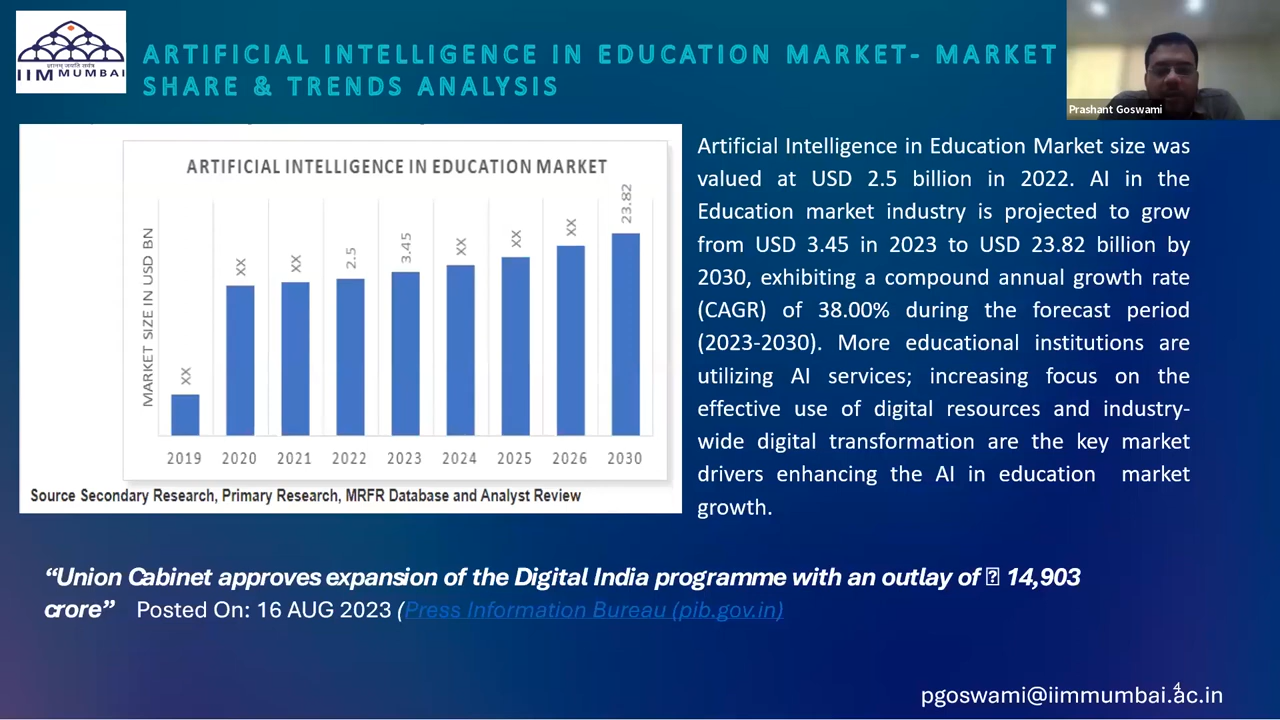 IIM MUMBAI
ARTIFICIAL INTELLIGENCE IN EDUCATION MARKET- MARKET
SHARE & TRENDS ANALYSIS
Prashant Goswami
ARTIFICIAL INTELLIGENCE IN EDUCATION MARKET
MARKET SIZE IN USD BN
XX
XX
XX
2.5
3.45
XX
XX
XX
23.82
2019 2020 2021 2022 2023 2024 2025 2026 2030
Source Secondary Research, Primary Research, MRFR Database and Analyst Review
Artificial Intelligence in Education Market size was
valued at USD 2.5 billion in 2022. AI in the
Education market industry is projected to grow
from USD 3.45 in 2023 to USD 23.82 billion by
2030, exhibiting a compound annual growth rate
(CAGR) of 38.00% during the forecast period
(2023-2030). More educational institutions are
utilizing AI services; increasing focus on the
effective use of digital resources and industry-
wide digital transformation are the key market
drivers enhancing the AI in education market
growth.
“Union Cabinet approves expansion of the Digital India programme with an outlay of 14,903
crore” Posted On: 16 AUG 2023 (Press Information Bureau (pib.gov.in)
4
pgoswami@iimmumbai.ac.in